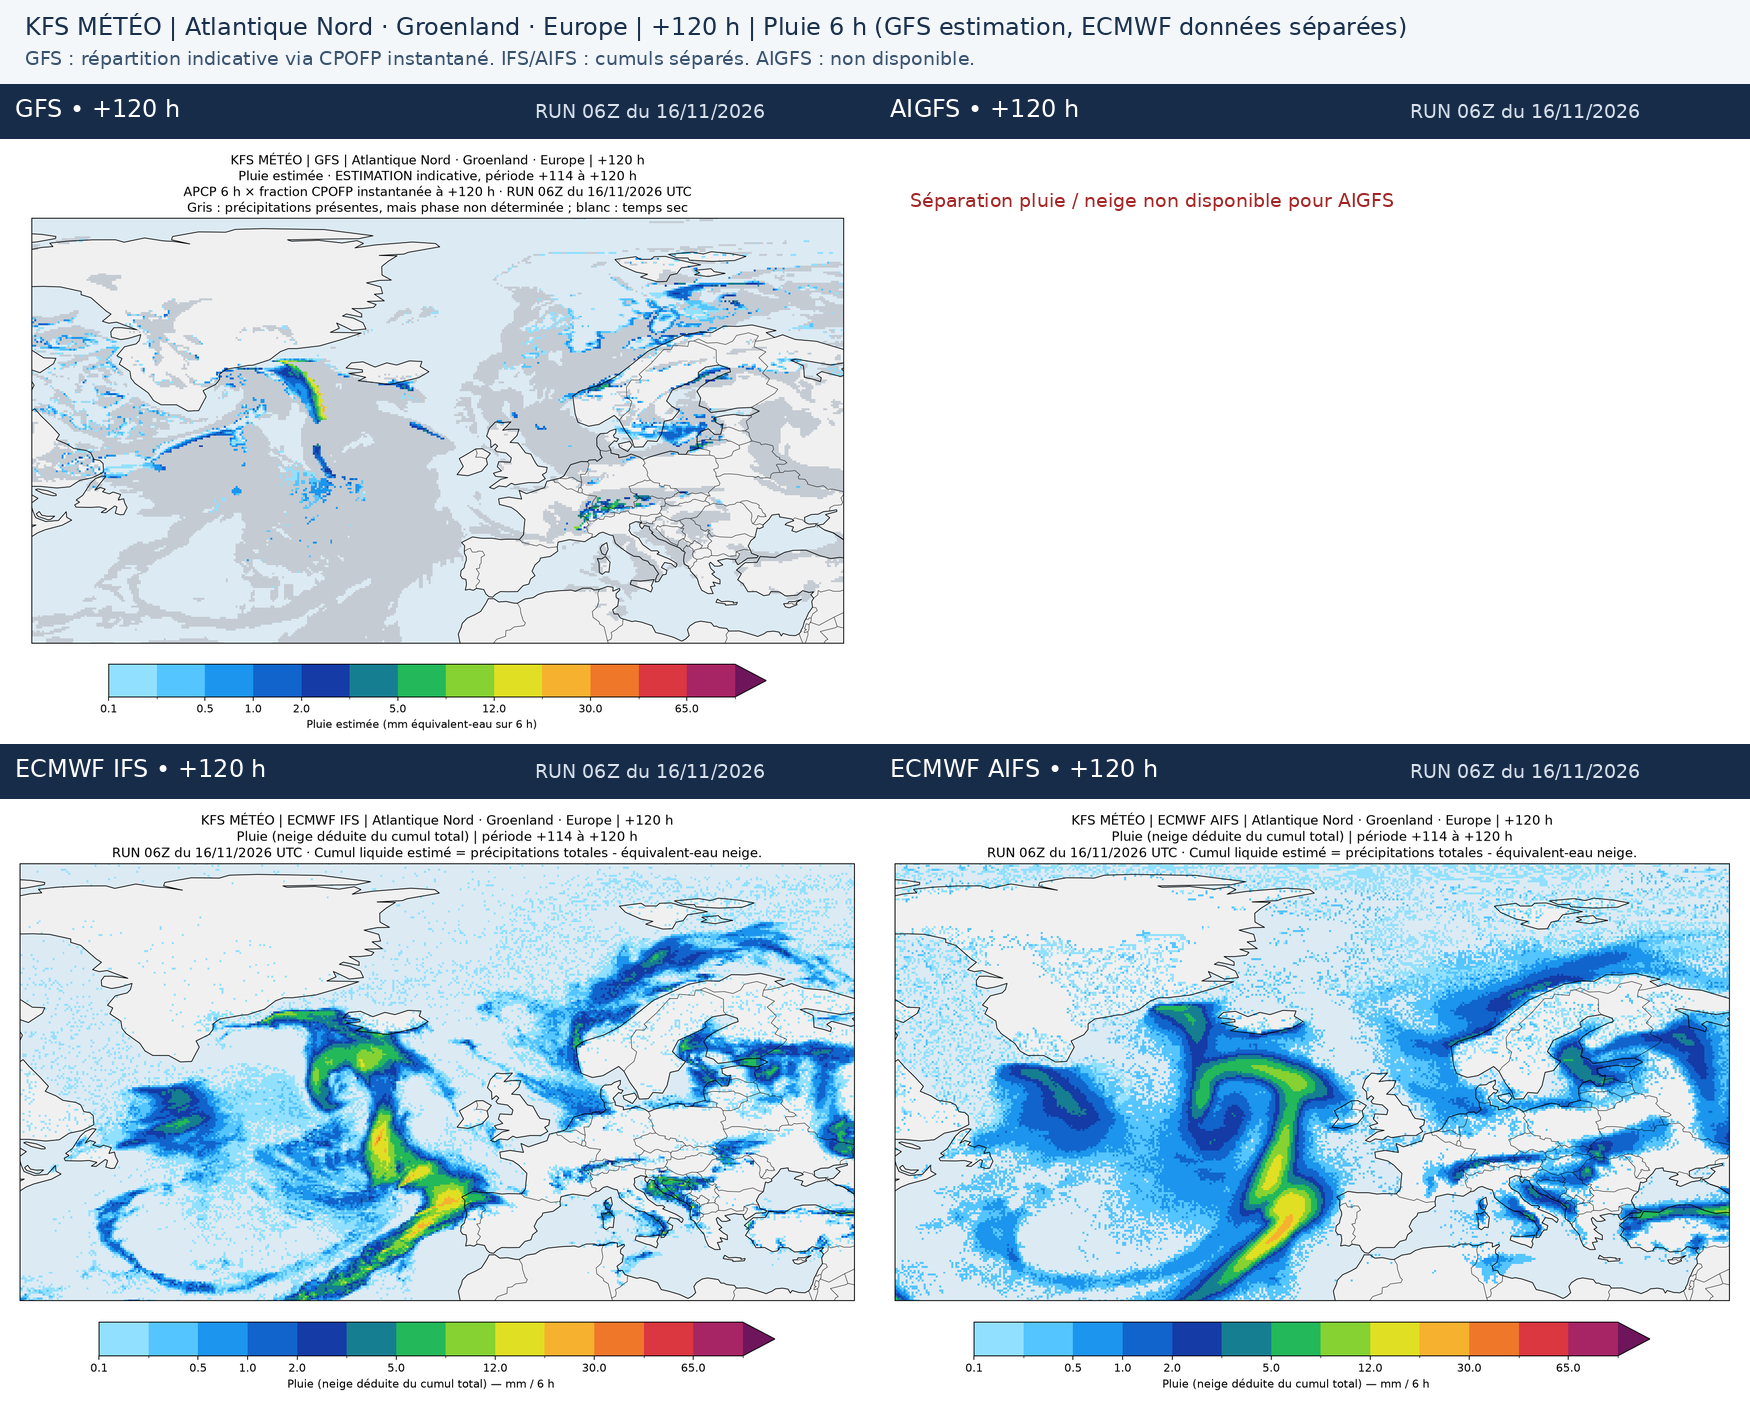 KFS MÉTÉO | Atlantique Nord · Groenland · Europe | +120 h | Pluie 6 h (GFS estimation, ECMWF données séparées)
GFS : répartition indicative via CPOFP instantané. IFS/AIFS : cumuls séparés. AIGFS : non disponible.
GFS • +120 h
RUN 06Z du 16/11/2026
AIGFS • +120 h
RUN 06Z du 16/11/2026
KFS MÉTÉO | GFS | Atlantique Nord · Groenland · Europe | +120 h
Pluie estimée · ESTIMATION indicative, période +114 à +120 h
APCP 6 h × fraction CPOFP instantanée à +120 h · RUN 06Z du 16/11/2026 UTC
Gris : précipitations présentes, mais phase non déterminée ; blanc : temps sec
Séparation pluie / neige non disponible pour AIGFS
0.1 0.5 1.0 2.0 5.0 12.0 30.0 65.0
Pluie estimée (mm équivalent-eau sur 6 h)
ECMWF IFS • +120 h
RUN 06Z du 16/11/2026
ECMWF AIFS • +120 h
RUN 06Z du 16/11/2026
KFS MÉTÉO | ECMWF IFS | Atlantique Nord · Groenland · Europe | +120 h
Pluie (neige déduite du cumul total) | période +114 à +120 h
RUN 06Z du 16/11/2026 UTC · Cumul liquide estimé = précipitations totales - équivalent-eau neige.
KFS MÉTÉO | ECMWF AIFS | Atlantique Nord · Groenland · Europe | +120 h
Pluie (neige déduite du cumul total) | période +114 à +120 h
RUN 06Z du 16/11/2026 UTC · Cumul liquide estimé = précipitations totales - équivalent-eau neige.
0.1 0.5 1.0 2.0 5.0 12.0 30.0 65.0
Pluie (neige déduite du cumul total) — mm / 6 h
0.1 0.5 1.0 2.0 5.0 12.0 30.0 65.0
Pluie (neige déduite du cumul total) — mm / 6 h